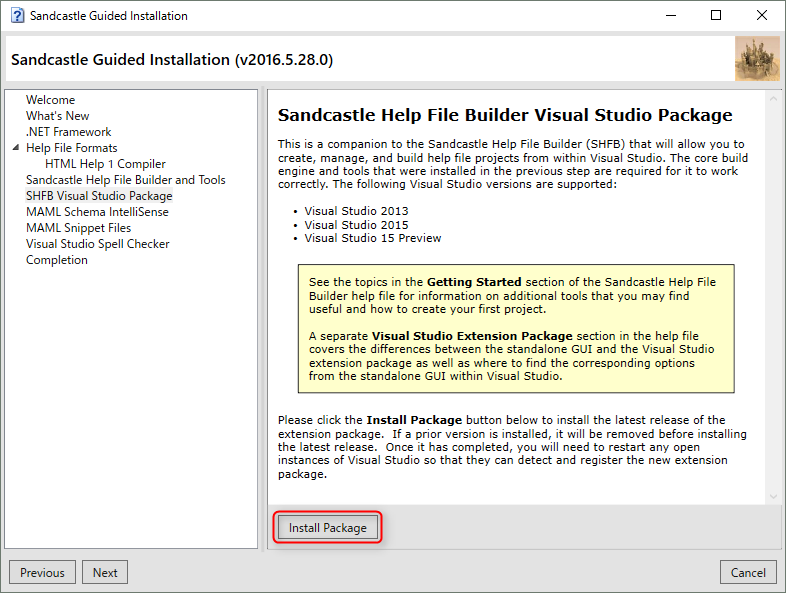 Sandcastle Guided Installation
Sandcastle Guided Installation (v2016.5.28.0)
Welcome
What's New
.NET Framework
Help File Formats
HTML Help 1 Compiler
Sandcastle Help File Builder and Tools
SHFB Visual Studio Package
MAML Schema IntelliSense
MAML Snippet Files
Visual Studio Spell Checker
Completion
Sandcastle Help File Builder Visual Studio Package
This is a companion to the Sandcastle Help File Builder (SHFB) that will allow you to
create, manage, and build help file projects from within Visual Studio. The core build
engine and tools that were installed in the previous step are required for it to work
correctly. The following Visual Studio versions are supported:
• Visual Studio 2013
• Visual Studio 2015
• Visual Studio 15 Preview
See the topics in the Getting Started section of the Sandcastle Help File
Builder help file for information on additional tools that you may find
useful and how to create your first project.
A separate Visual Studio Extension Package section in the help file
covers the differences between the standalone GUI and the Visual Studio
extension package as well as where to find the corresponding options
from the standalone GUI within Visual Studio.
Please click the Install Package button below to install the latest release of the
extension package. If a prior version is installed, it will be removed before installing
the latest release. Once it has completed, you will need to restart any open
instances of Visual Studio so that they can detect and register the new extension
package.
Install Package
Previous
Next
Cancel